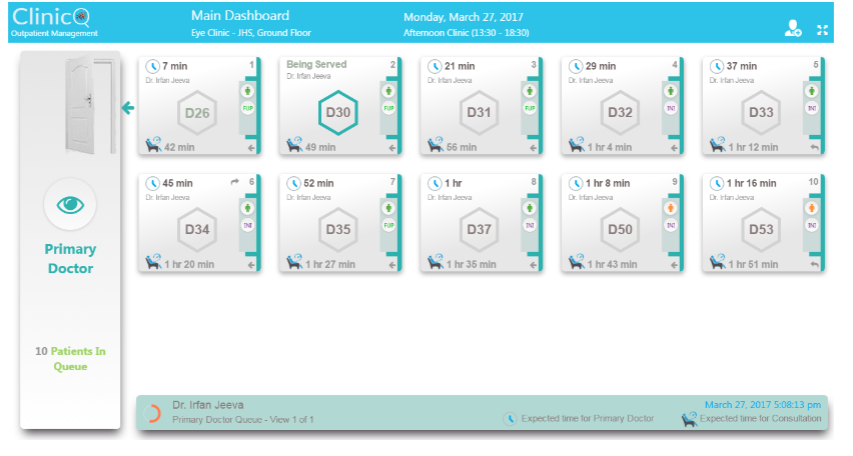 ClinicQ
Outpatient Management
Main Dashboard
Eye Clinic - JHS, Ground Floor
Monday, March 27, 2017
Afternoon Clinic (13:30 - 18:30)
7 min 1
Dr. Irfan Jeeva
D26
FUP
42 min
Being Served 2
Dr. Irfan Jeeva
D30
FUP
49 min
21 min 3
Dr. Irfan Jeeva
D31
FUP
56 min
29 min 4
Dr. Irfan Jeeva
D32
INI
1 hr 4 min
37 min 5
Dr. Irfan Jeeva
D33
INI
1 hr 12 min
45 min 6
Dr. Irfan Jeeva
D34
INI
1 hr 20 min
52 min 7
Dr. Irfan Jeeva
D35
FUP
1 hr 27 min
1 hr 8
Dr. Irfan Jeeva
D37
FUP
1 hr 35 min
1 hr 8 min 9
Dr. Irfan Jeeva
D50
INI
1 hr 43 min
1 hr 16 min 10
Dr. Irfan Jeeva
D53
INI
1 hr 51 min
Primary
Doctor
10 Patients In
Queue
Dr. Irfan Jeeva
Primary Doctor Queue - View 1 of 1
Expected time for Primary Doctor
March 27, 2017 5:08:13 pm
Expected time for Consultation